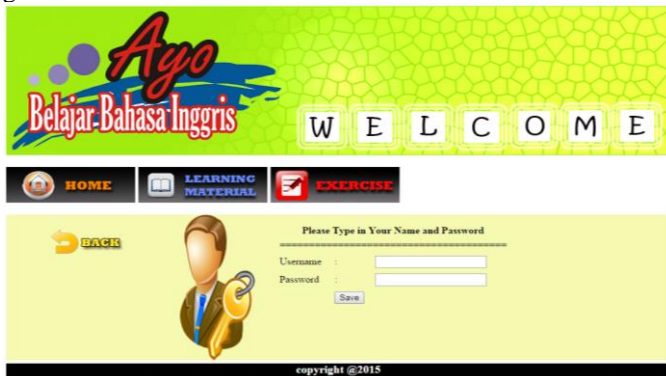 Ayo
Belajar Bahasa Inggris
W E L C O M E
HOME
LEARNING
MATERIAL
EXERCISE
BACK
Please Type in Your Name and Password
==========================================
Username :
Password :
Save
copyright @2015